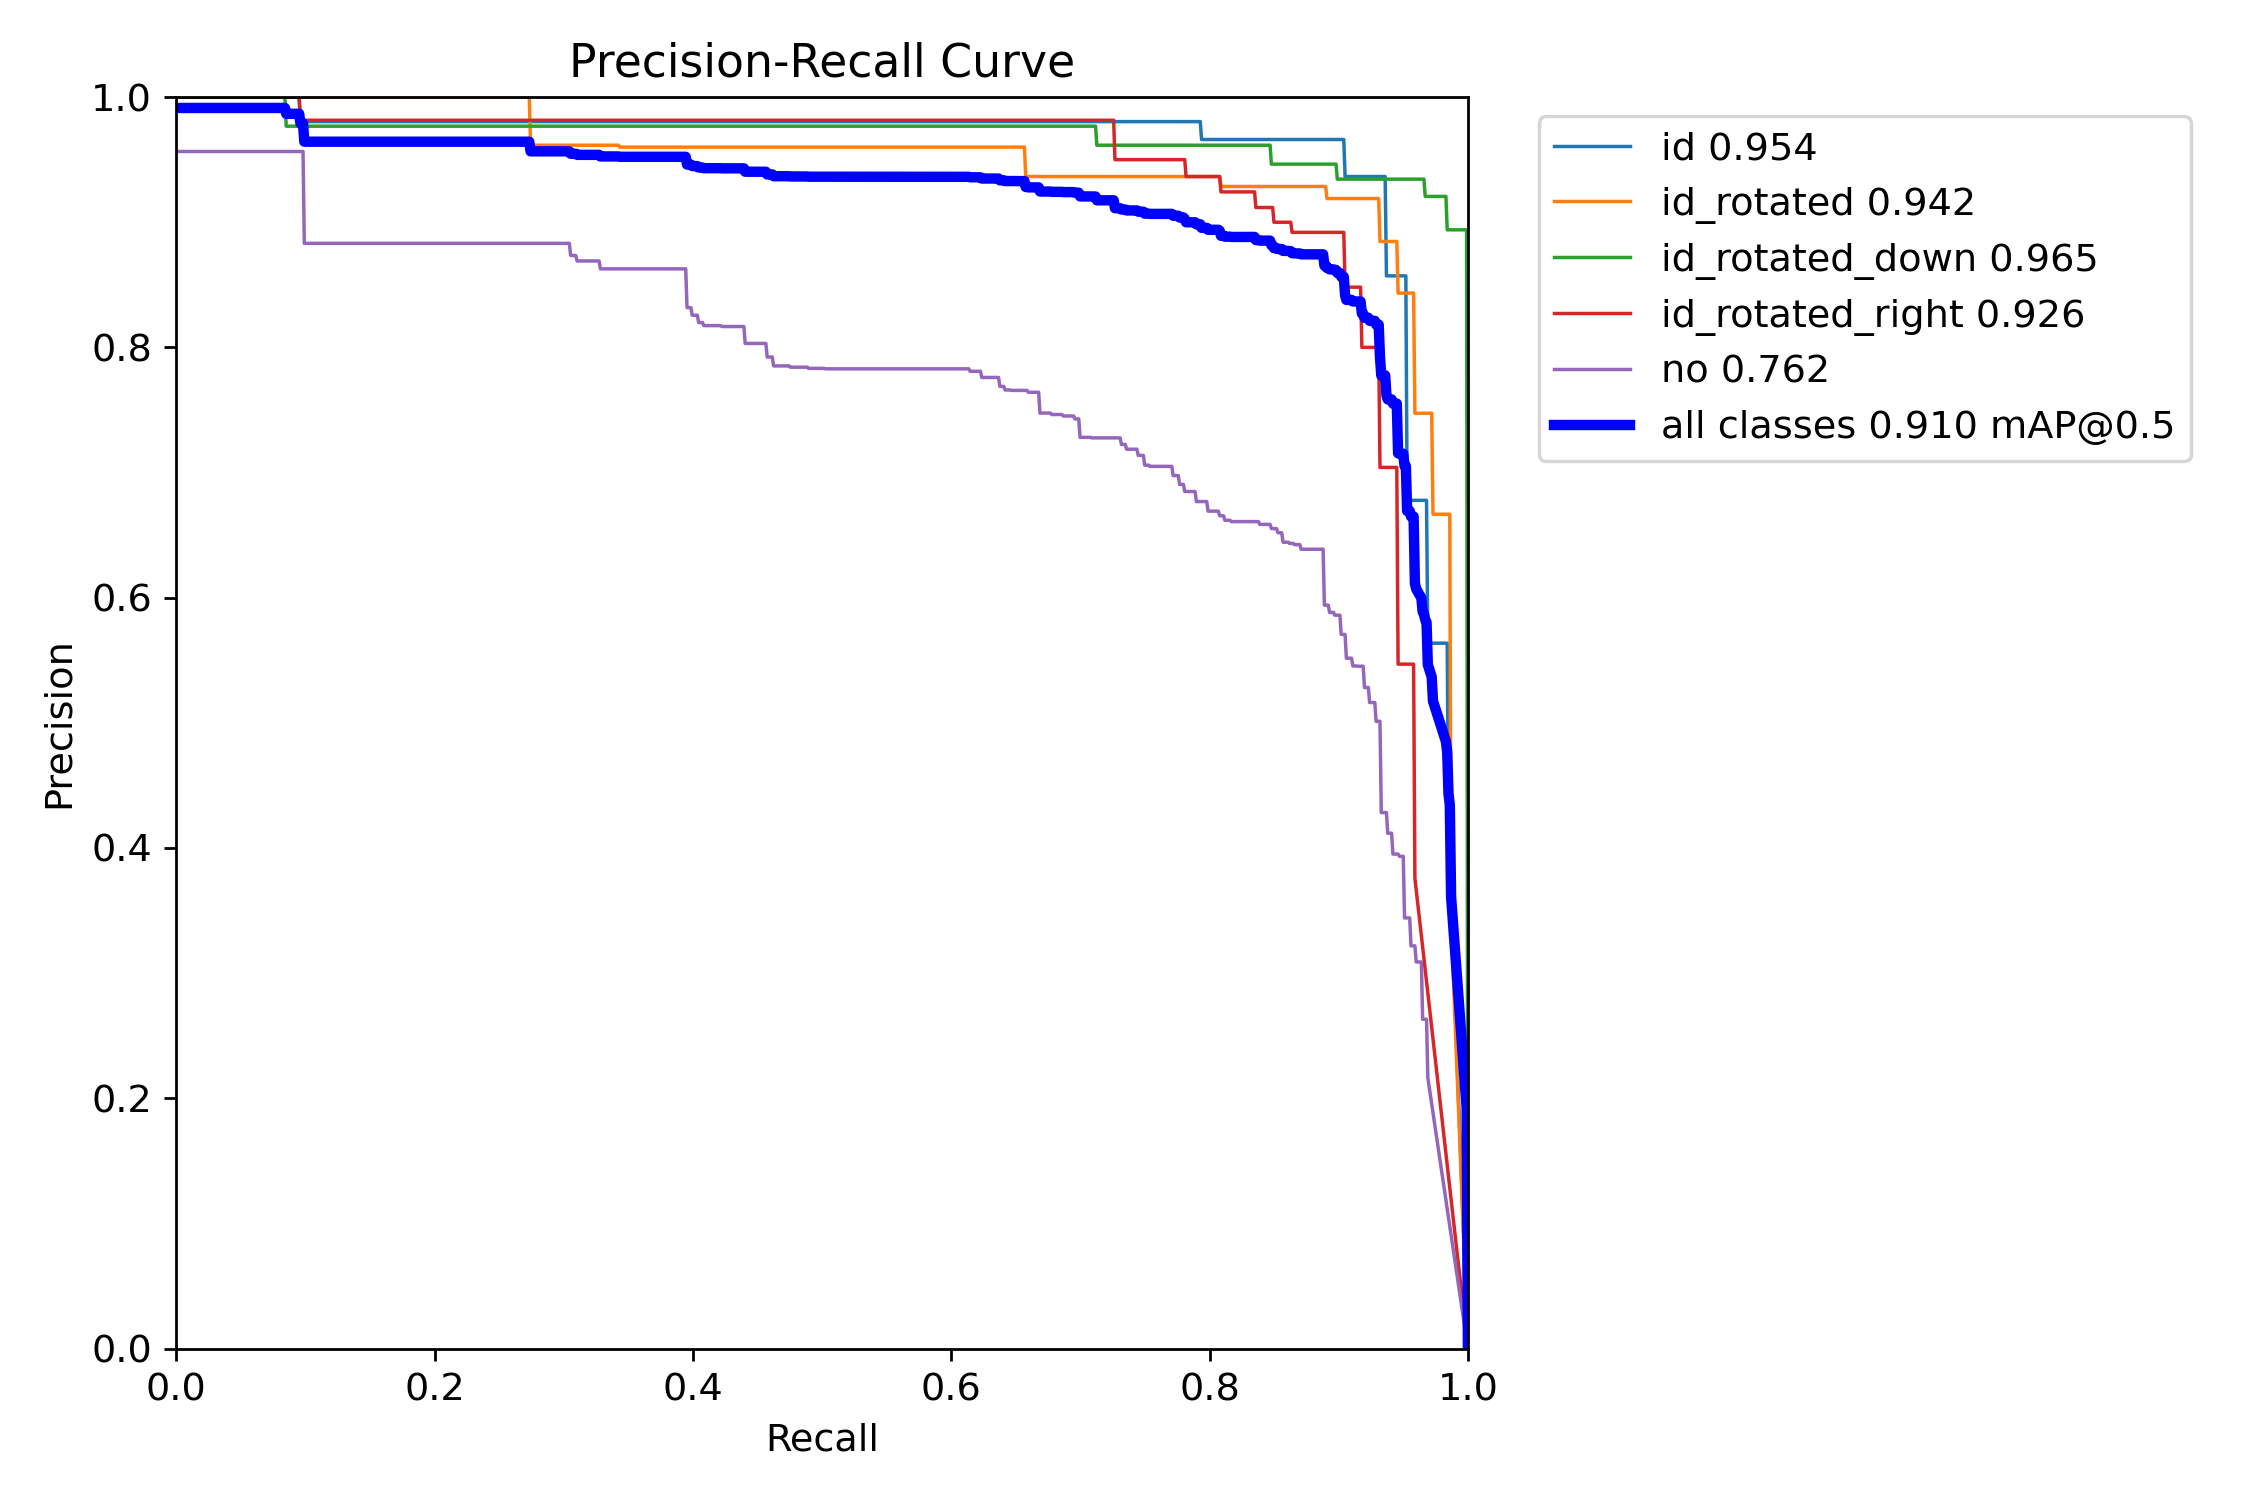 Precision-Recall Curve
1.0
0.8
0.6
0.4
0.2
0.0
Precision
0.0 0.2 0.4 0.6 0.8 1.0
Recall
id 0.954
id_rotated 0.942
id_rotated_down 0.965
id_rotated_right 0.926
no 0.762
all classes 0.910 mAP@0.5